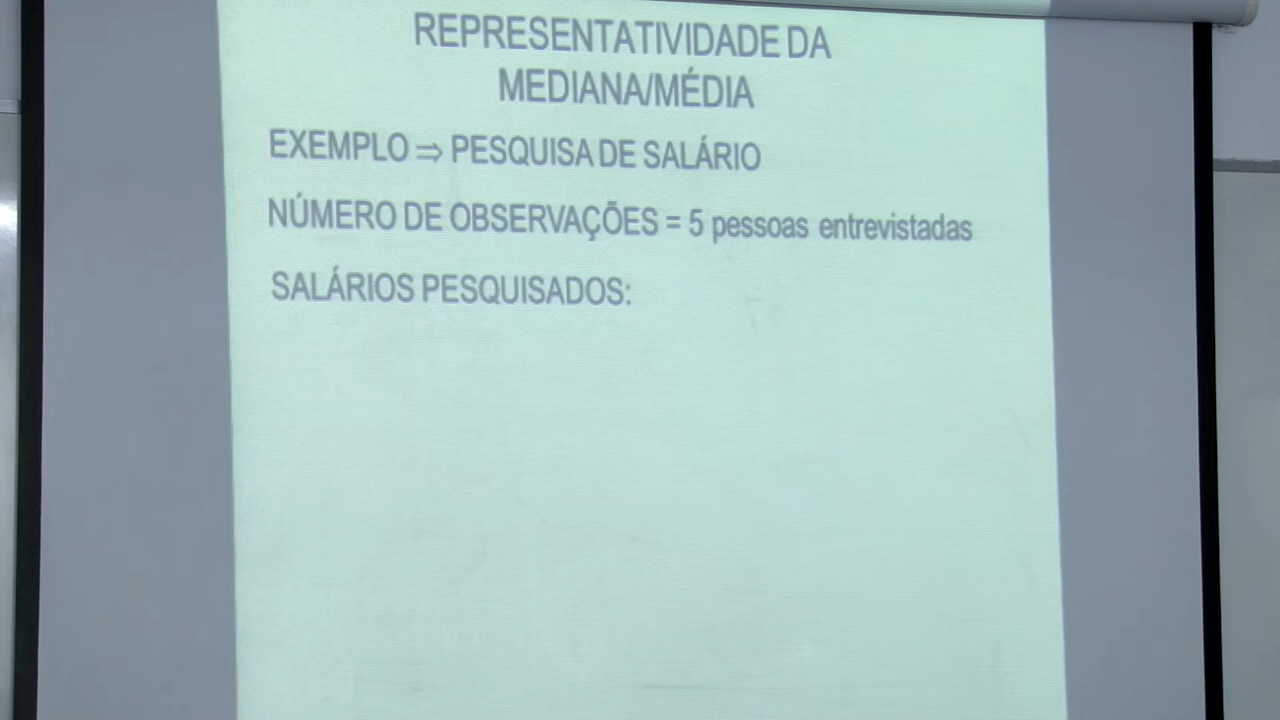 REPRESENTATIVIDADE DA
MEDIANA/MÉDIA
EXEMPLO ⇒ PESQUISA DE SALÁRIO
NÚMERO DE OBSERVAÇÕES = 5 pessoas entrevistadas
SALÁRIOS PESQUISADOS: